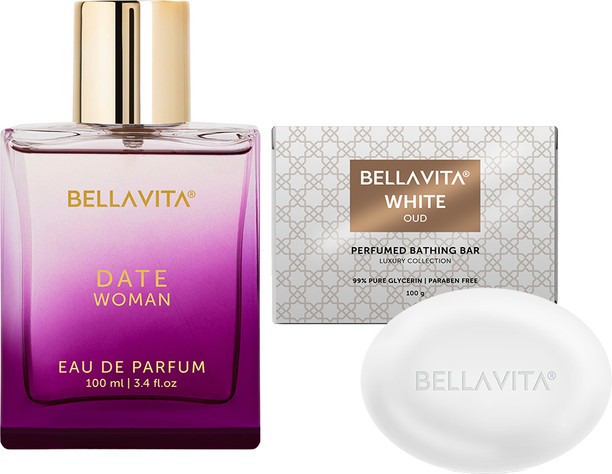 BELLAVITA®
DATE
WOMAN
EAU DE PARFUM
100 ml | 3.4 fl.oz
BELLAVITA®
WHITE
OUD
PERFUMED BATHING BAR
LUXURY COLLECTION
99% PURE GLYCERIN | PARABEN FREE
100 g
BELLAVITA®